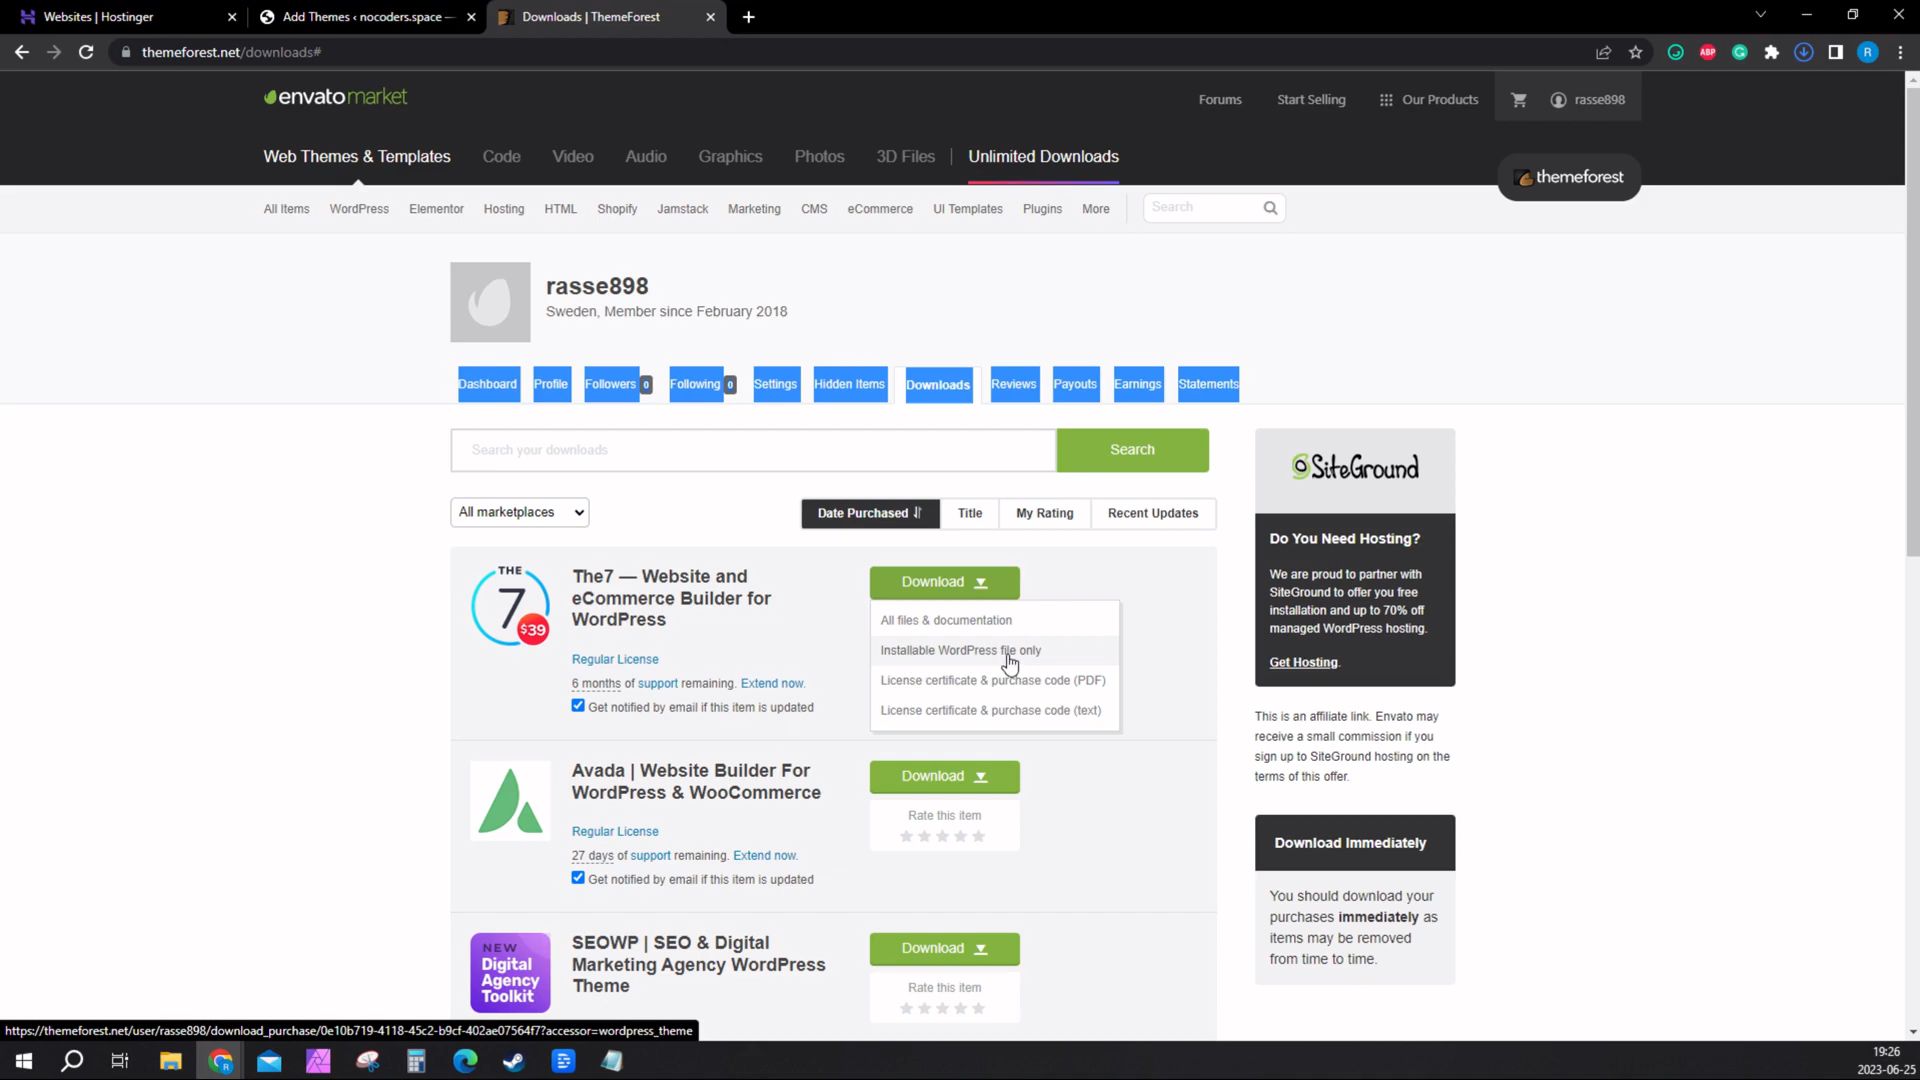 Websites | Hostinger
Add Themes ‹ nocoders.space —
Downloads | ThemeForest
themeforest.net/downloads#
ABP
R
envatomarket
Forums
Start Selling
Our Products
rasse898
Web Themes & Templates
Code
Video
Audio
Graphics
Photos
3D Files
Unlimited Downloads
themeforest
All Items
WordPress
Elementor
Hosting
HTML
Shopify
Jamstack
Marketing
CMS
eCommerce
UI Templates
Plugins
More
Search
rasse898
Sweden, Member since February 2018
Dashboard
Profile
Followers 0
Following 0
Settings
Hidden Items
Downloads
Reviews
Payouts
Earnings
Statements
Search your downloads
Search
All marketplaces
Date Purchased
Title
My Rating
Recent Updates
THE
7
$39
The7 — Website and
eCommerce Builder for
WordPress
Regular License
6 months of support remaining. Extend now.
Get notified by email if this item is updated
Download
All files & documentation
Installable WordPress file only
License certificate & purchase code (PDF)
License certificate & purchase code (text)
Avada | Website Builder For
WordPress & WooCommerce
Regular License
27 days of support remaining. Extend now.
Get notified by email if this item is updated
Download
Rate this item
NEW
Digital
Agency
Toolkit
SEOWP | SEO & Digital
Marketing Agency WordPress
Theme
Download
Rate this item
SiteGround
Do You Need Hosting?
We are proud to partner with
SiteGround to offer you free
installation and up to 70% off
managed WordPress hosting.
Get Hosting.
This is an affiliate link. Envato may
receive a small commission if you
sign up to SiteGround hosting on the
terms of this offer.
Download Immediately
You should download your
purchases immediately as
items may be removed
from time to time.
https://themeforest.net/user/rasse898/download_purchase/0e10b719-4118-45c2-b9cf-402ae07564f7?accessor=wordpress_theme
19:26
2023-06-25